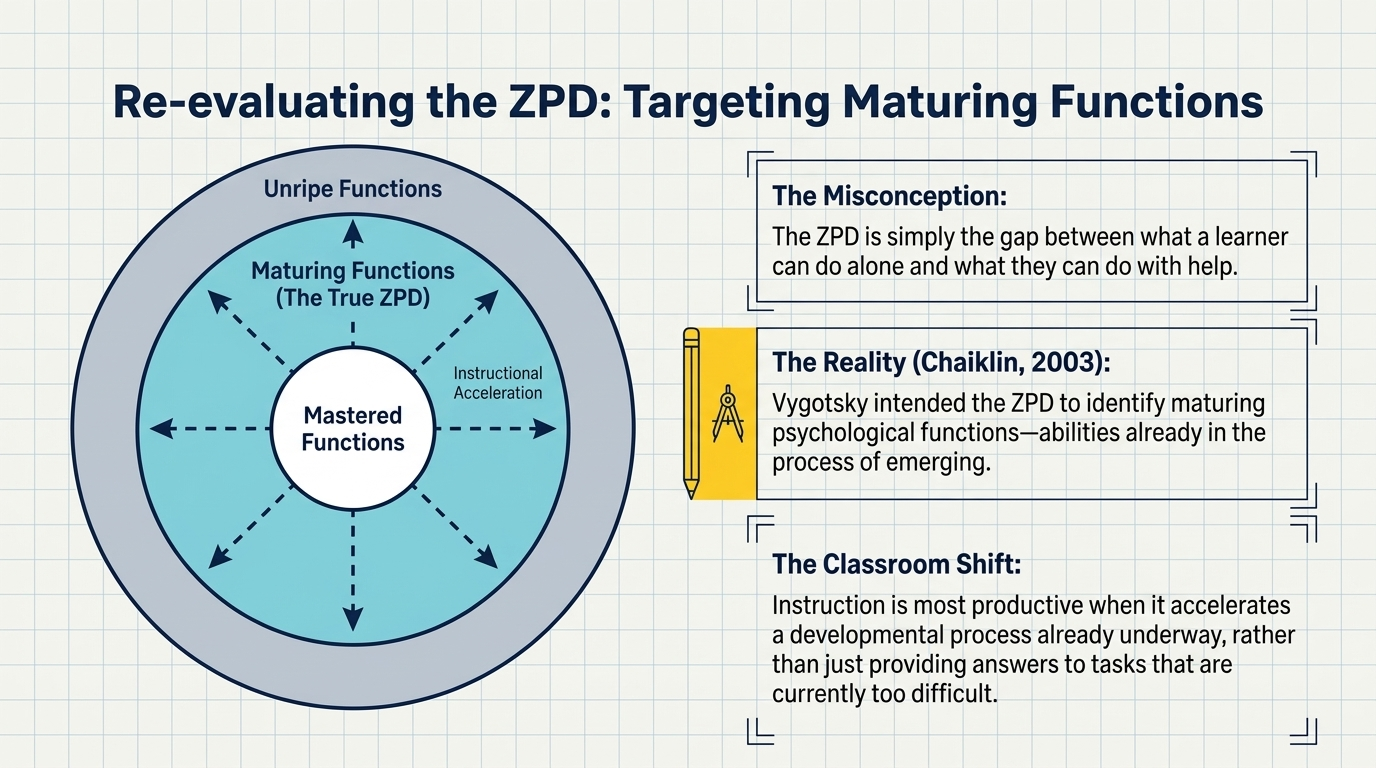 Re-evaluating the ZPD: Targeting Maturing Functions
Unripe Functions
Maturing Functions
(The True ZPD)
Instructional
Acceleration
Mastered
Functions
The Misconception:
The ZPD is simply the gap between what a learner
can do alone and what they can do with help.
The Reality (Chaiklin, 2003):
Vygotsky intended the ZPD to identify maturing
psychological functions—abilities already in the
process of emerging.
The Classroom Shift:
Instruction is most productive when it accelerates
a developmental process already underway, rather
than just providing answers to tasks that are
currently too difficult.